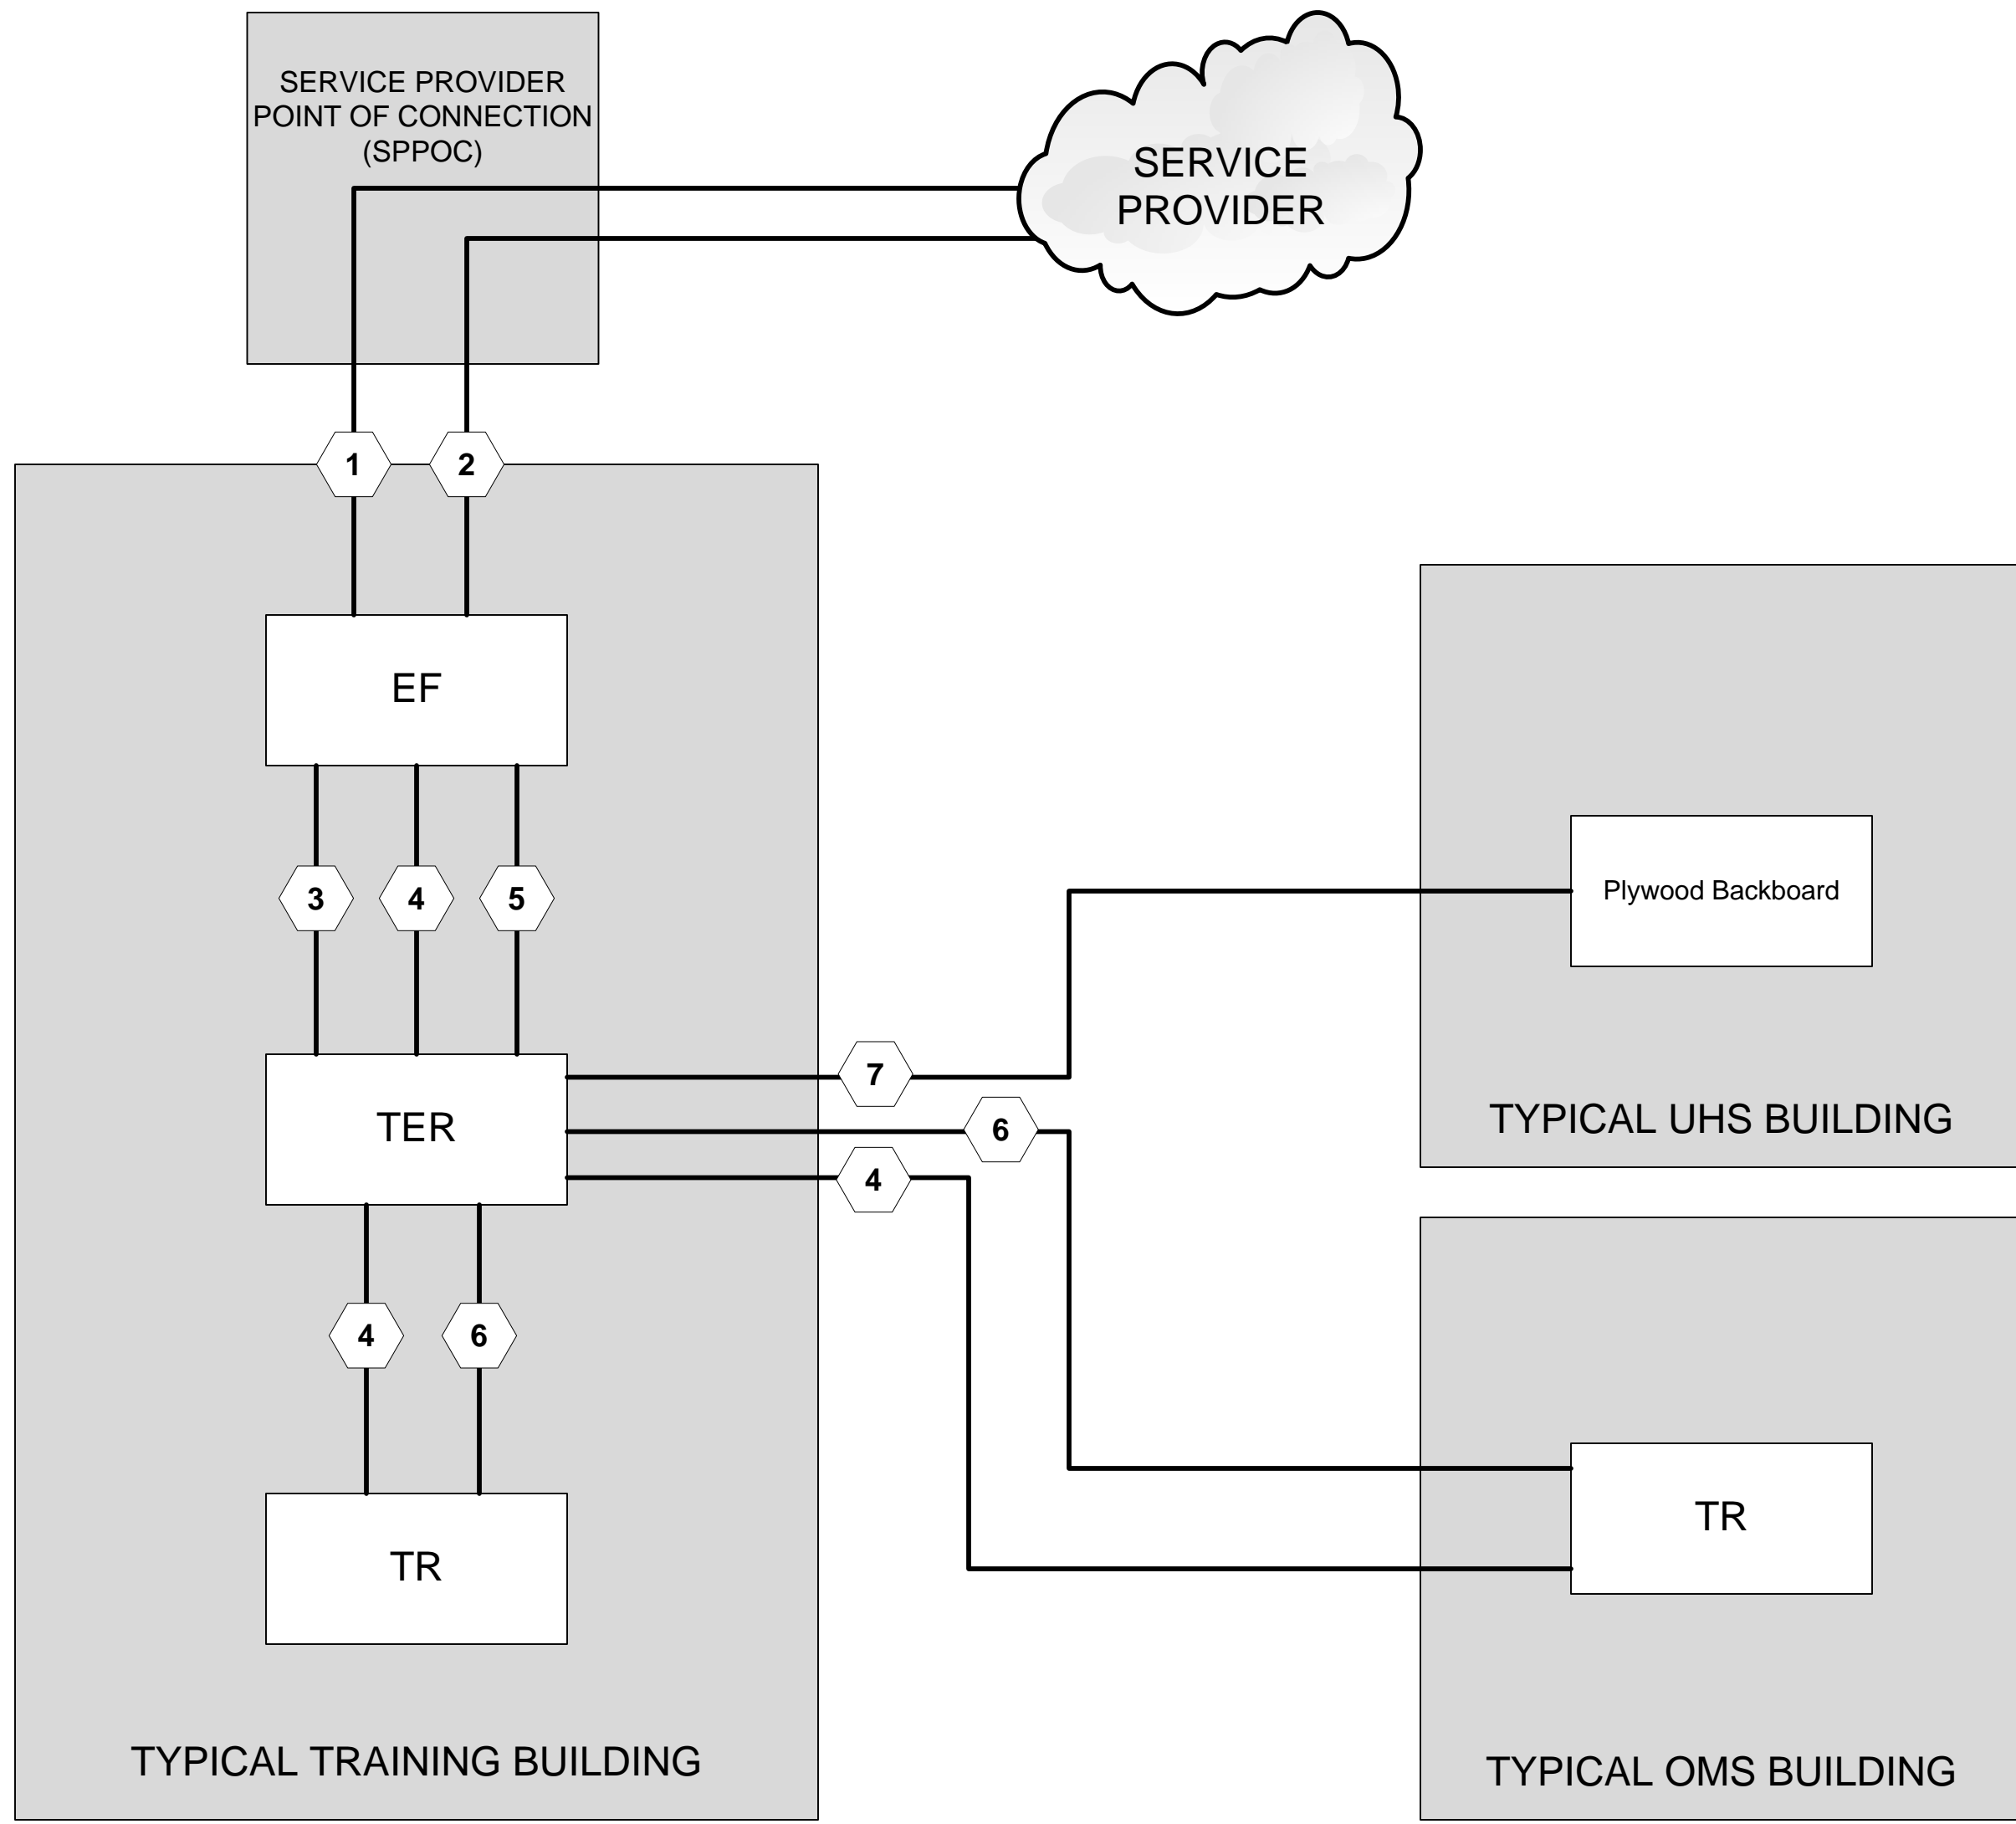 SERVICE PROVIDER
POINT OF CONNECTION
(SPPOC)
SERVICE
PROVIDER
1
2
EF
3
4
5
Plywood Backboard
TER
7
6
4
TYPICAL UHS BUILDING
4
6
TR
TR
TYPICAL TRAINING BUILDING
TYPICAL OMS BUILDING